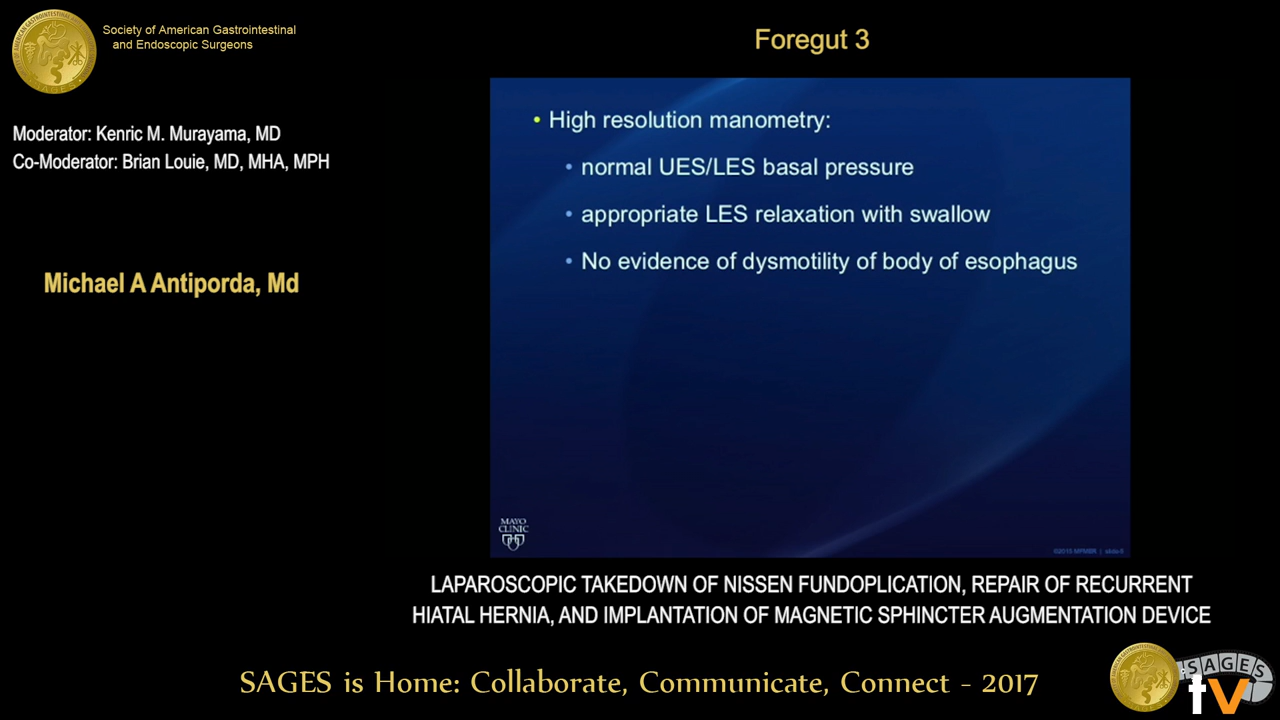 Society of American Gastrointestinal
and Endoscopic Surgeons
Foregut 3
Moderator: Kenric M. Murayama, MD
Co-Moderator: Brian Louie, MD, MHA, MPH
Michael A Antiporda, Md
• High resolution manometry:
• normal UES/LES basal pressure
• appropriate LES relaxation with swallow
• No evidence of dysmotility of body of esophagus
MAYO
CLINIC
LAPAROSCOPIC TAKEDOWN OF NISSEN FUNDOPLICATION, REPAIR OF RECURRENT
HIATAL HERNIA, AND IMPLANTATION OF MAGNETIC SPHINCTER AUGMENTATION DEVICE
SAGES is Home: Collaborate, Communicate, Connect - 2017
SAGES
tv